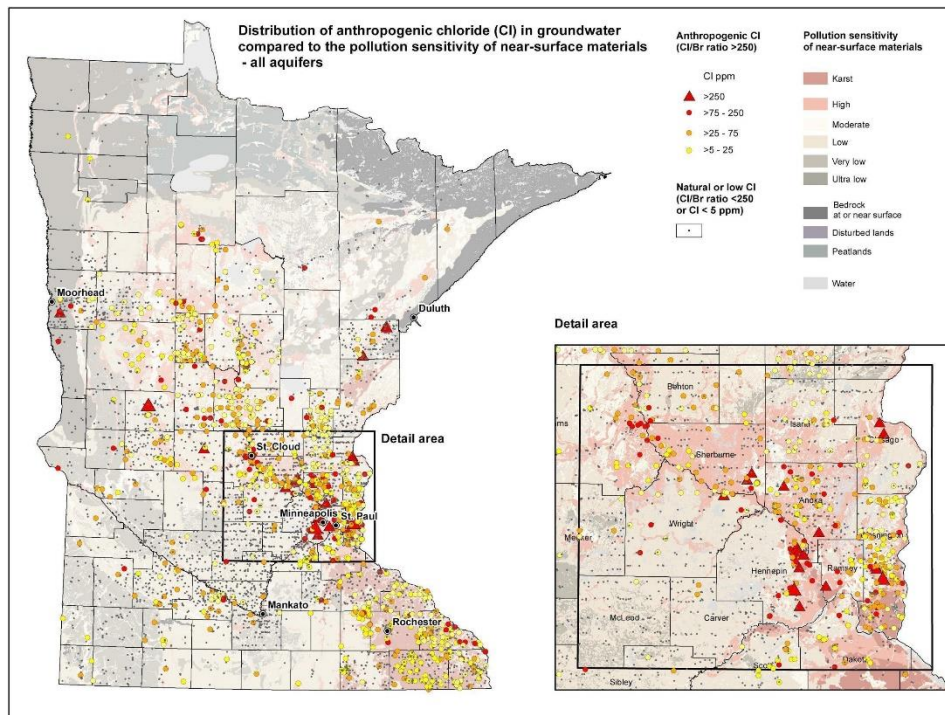 Distribution of anthropogenic chloride (Cl) in groundwater
compared to the pollution sensitivity of near-surface materials
- all aquifers
Anthropogenic Cl
(Cl/Br ratio >250)
Cl ppm
>250
>75 - 250
>25 - 75
>5 - 25
Natural or low Cl
(Cl/Br ratio <250
or Cl < 5 ppm)
Pollution sensitivity
of near-surface materials
Karst
High
Moderate
Low
Very low
Ultra low
Bedrock
at or near surface
Disturbed lands
Peatlands
Water
Moorhead
Duluth
Detail area
St. Cloud
Minneapolis
St. Paul
Mankato
Rochester
Detail area
Benton
Sherburne
Anoka
Wright
Hennepin
Ramsey
McLeod
Carver
Sibley